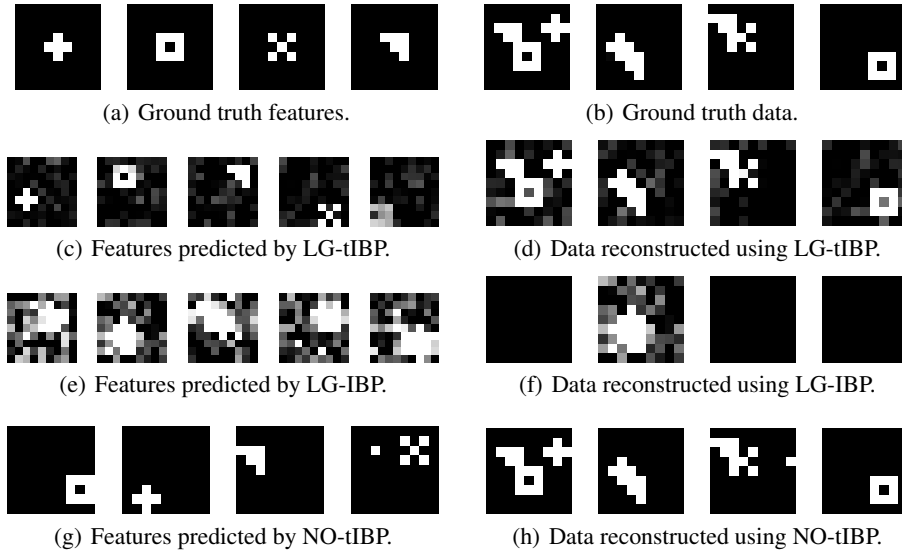 (a) Ground truth features.
(b) Ground truth data.
(c) Features predicted by LG-tIBP.
(d) Data reconstructed using LG-tIBP.
(e) Features predicted by LG-IBP.
(f) Data reconstructed using LG-IBP.
(g) Features predicted by NO-tIBP.
(h) Data reconstructed using NO-tIBP.